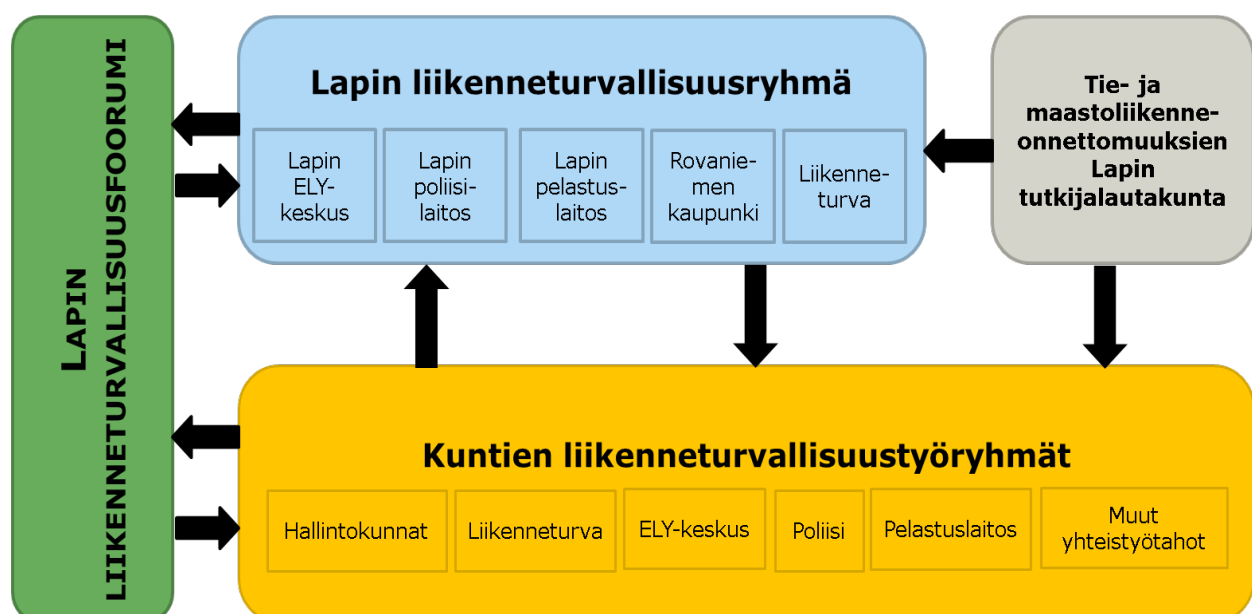 LAPIN
LIIKENNETURVALLISUUSFOORUMI
Lapin liikenneturvallisuusryhmä
Lapin
ELY-
keskus
Lapin
poliisi-
laitos
Lapin
pelastus-
laitos
Rovanie-
men
kaupunki
Liikenne-
turva
Tie- ja
maastoliikenne-
onnettomuuksien
Lapin
tutkijalautakunta
Kuntien liikenneturvallisuustyöryhmät
Hallintokunnat
Liikenneturva
ELY-keskus
Poliisi
Pelastuslaitos
Muut
yhteistyötahot